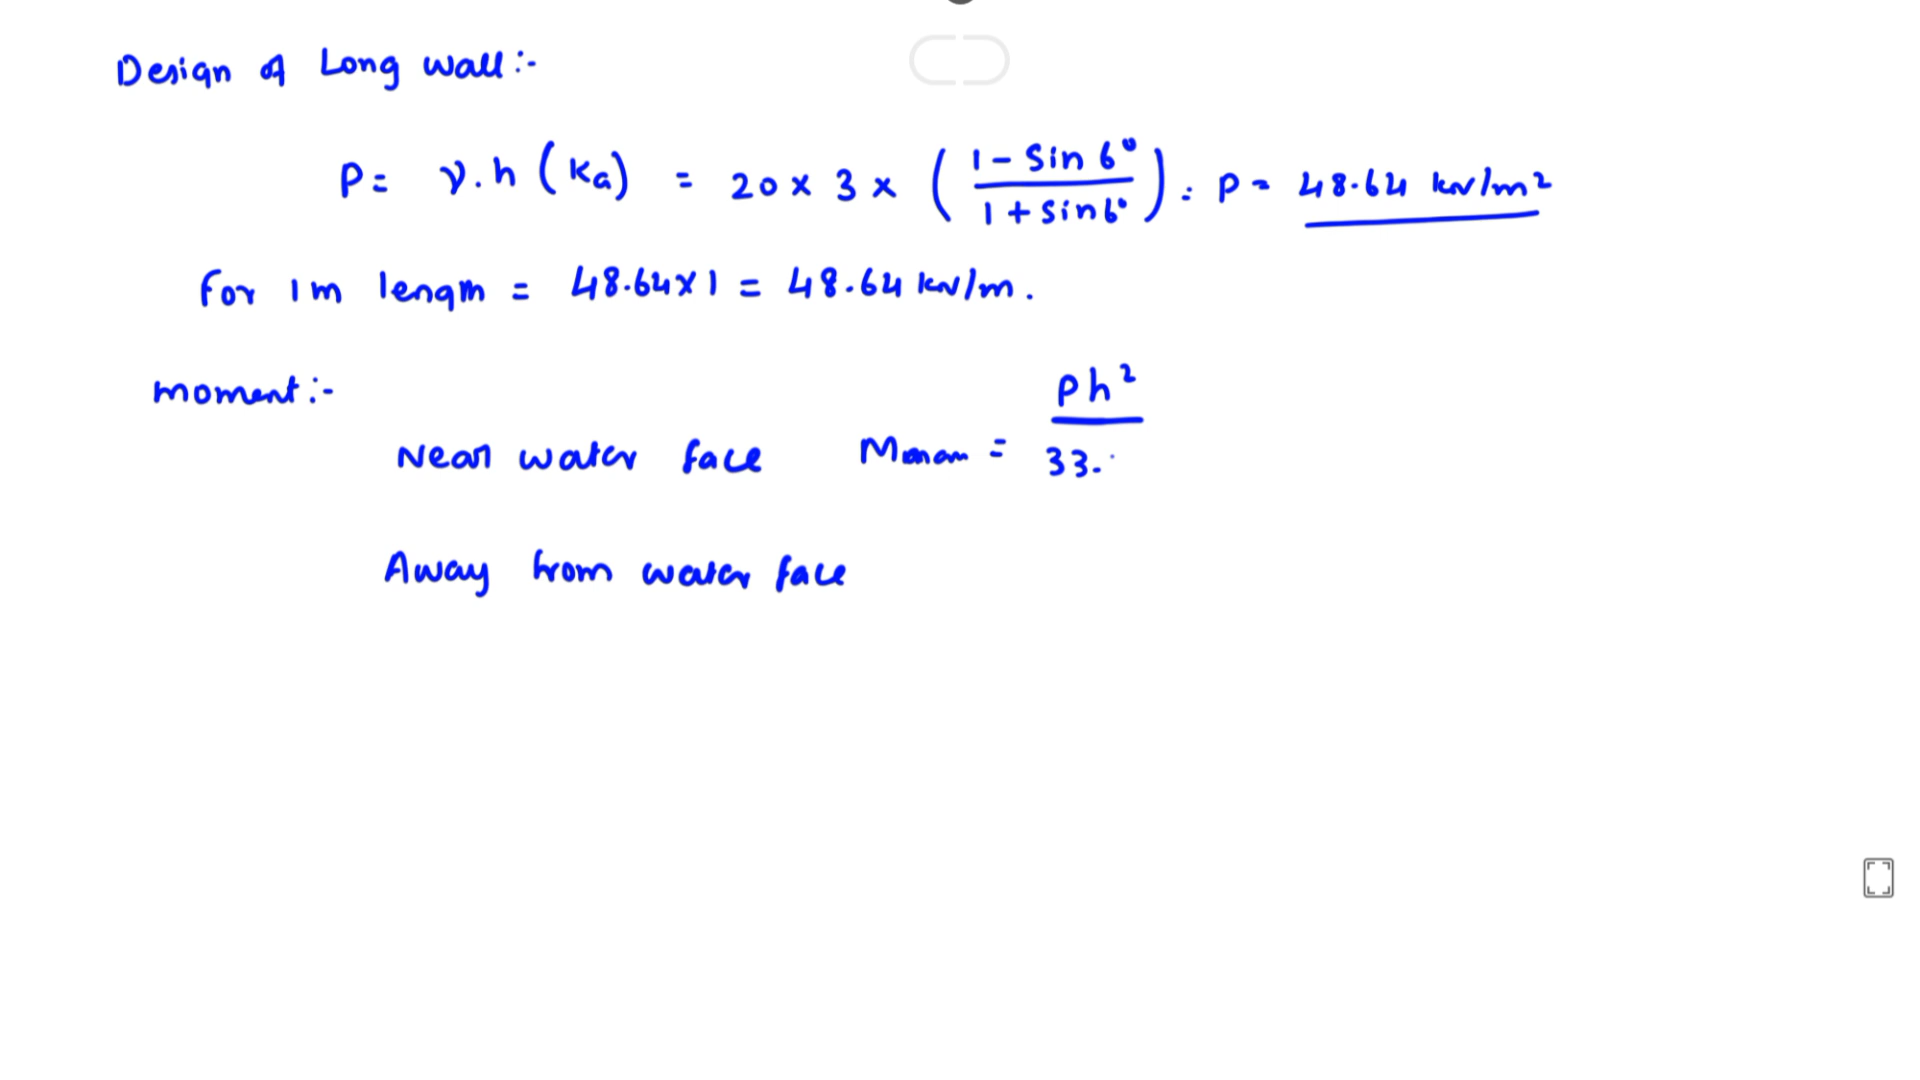 Design of Long wall:-
P = γ.h (Ka) = 20 × 3 × ((1 - Sin 6°)/(1 + sin 6°)) : P = 48.64 kN/m²
For 1m length = 48.64×1 = 48.64 kN/m.
moment:-
Near water face Mmax = Ph²/33.
Away from water face